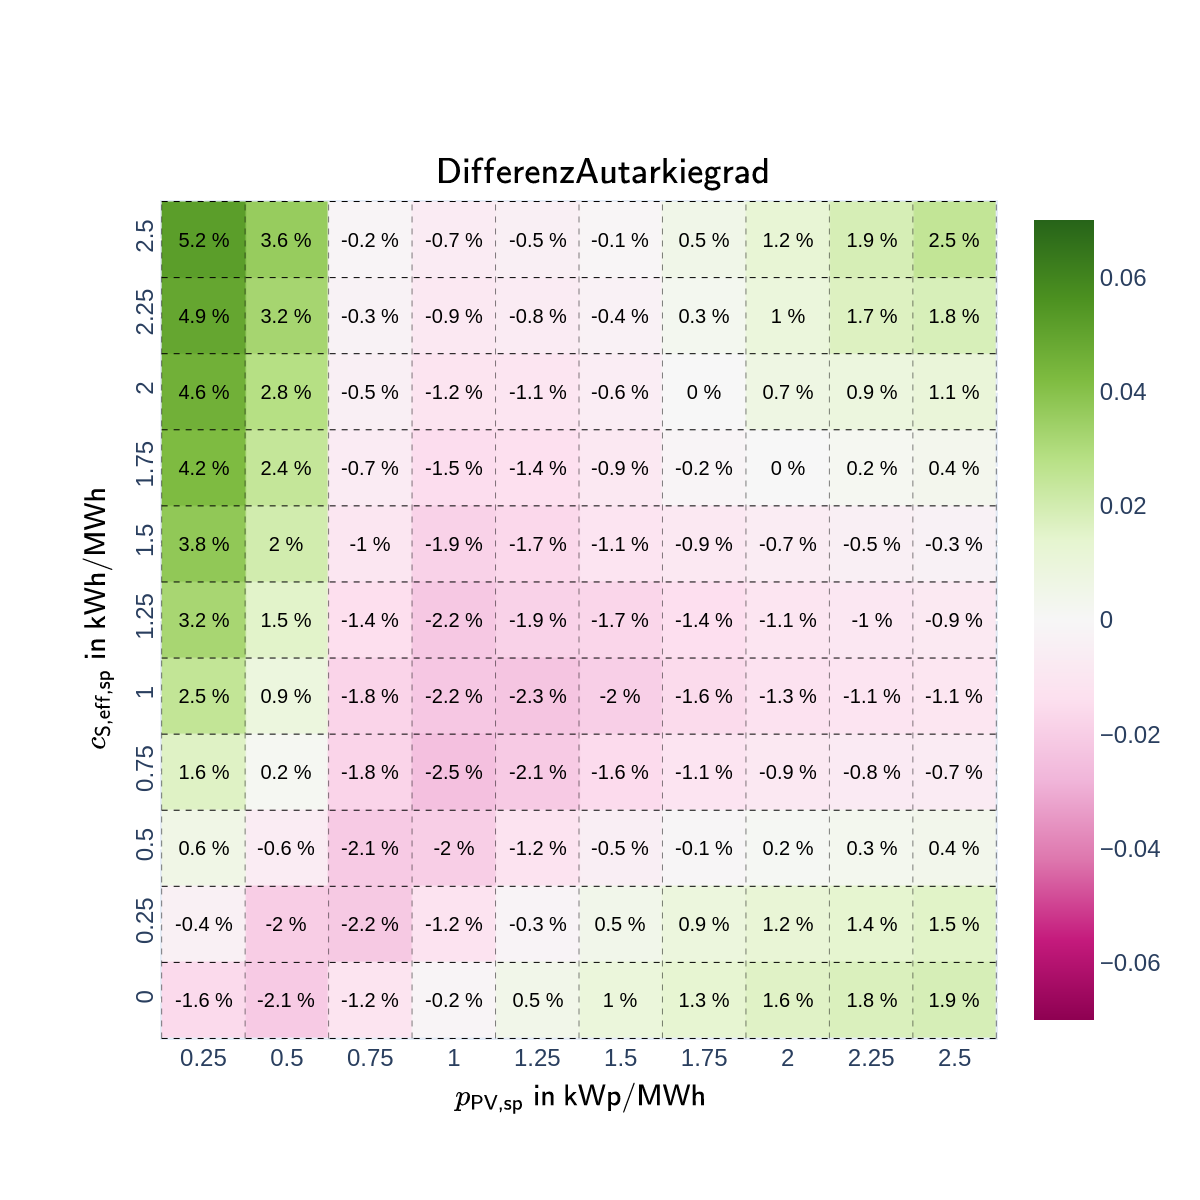 DifferenzAutarkiegrad
2.5 5.2 % 3.6 % -0.2 % -0.7 % -0.5 % -0.1 % 0.5 % 1.2 % 1.9 % 2.5 %
2.25 4.9 % 3.2 % -0.3 % -0.9 % -0.8 % -0.4 % 0.3 % 1 % 1.7 % 1.8 %
2 4.6 % 2.8 % -0.5 % -1.2 % -1.1 % -0.6 % 0 % 0.7 % 0.9 % 1.1 %
1.75 4.2 % 2.4 % -0.7 % -1.5 % -1.4 % -0.9 % -0.2 % 0 % 0.2 % 0.4 %
1.5 3.8 % 2 % -1 % -1.9 % -1.7 % -1.1 % -0.9 % -0.7 % -0.5 % -0.3 %
1.25 3.2 % 1.5 % -1.4 % -2.2 % -1.9 % -1.7 % -1.4 % -1.1 % -1 % -0.9 %
1 2.5 % 0.9 % -1.8 % -2.2 % -2.3 % -2 % -1.6 % -1.3 % -1.1 % -1.1 %
0.75 1.6 % 0.2 % -1.8 % -2.5 % -2.1 % -1.6 % -1.1 % -0.9 % -0.8 % -0.7 %
0.5 0.6 % -0.6 % -2.1 % -2 % -1.2 % -0.5 % -0.1 % 0.2 % 0.3 % 0.4 %
0.25 -0.4 % -2 % -2.2 % -1.2 % -0.3 % 0.5 % 0.9 % 1.2 % 1.4 % 1.5 %
0 -1.6 % -2.1 % -1.2 % -0.2 % 0.5 % 1 % 1.3 % 1.6 % 1.8 % 1.9 %
0.25 0.5 0.75 1 1.25 1.5 1.75 2 2.25 2.5
p PV,sp in kWp/MWh
c S,eff,sp in kWh/MWh
0.06
0.04
0.02
0
−0.02
−0.04
−0.06